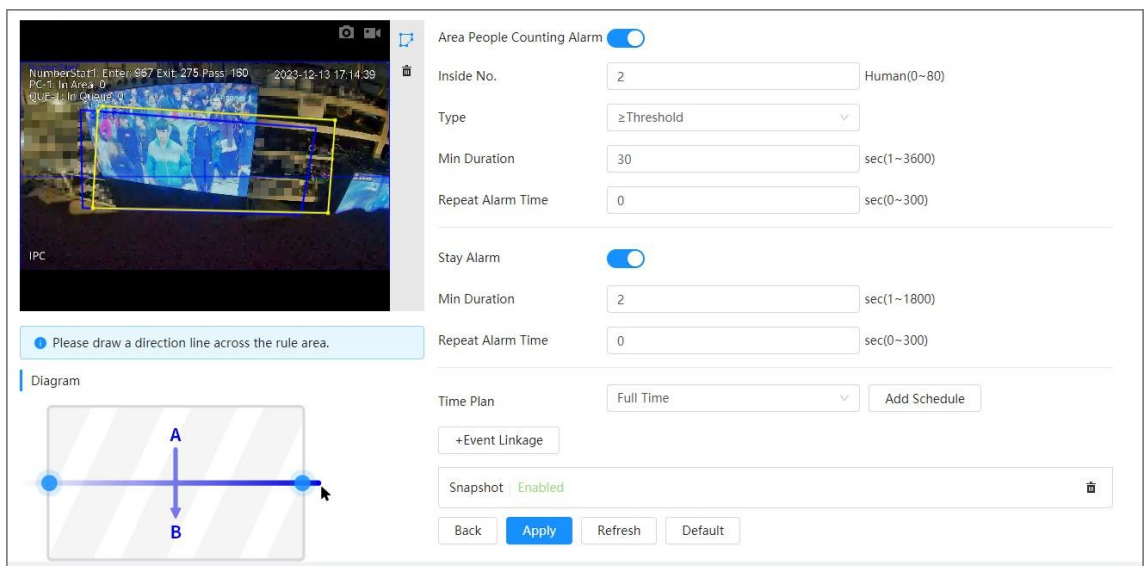 NumberStat1: Enter: 967 Exit: 275 Pass: 160 2023-12-13 17:14:39
PC-1: In Area: 0
QUE-1: In Queue: 0
IPC
Please draw a direction line across the rule area.
Diagram
A
B
Area People Counting Alarm
Inside No. 2 Human(0~80)
Type ≥Threshold
Min Duration 30 sec(1~3600)
Repeat Alarm Time 0 sec(0~300)
Stay Alarm
Min Duration 2 sec(1~1800)
Repeat Alarm Time 0 sec(0~300)
Time Plan Full Time Add Schedule
+Event Linkage
Snapshot Enabled
Back Apply Refresh Default